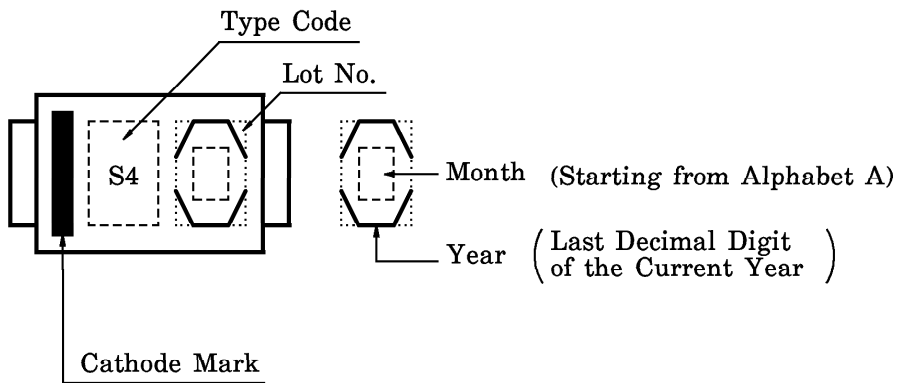 Type Code
Lot No.
S4
Month (Starting from Alphabet A)
Year (Last Decimal Digit
of the Current Year)
Cathode Mark